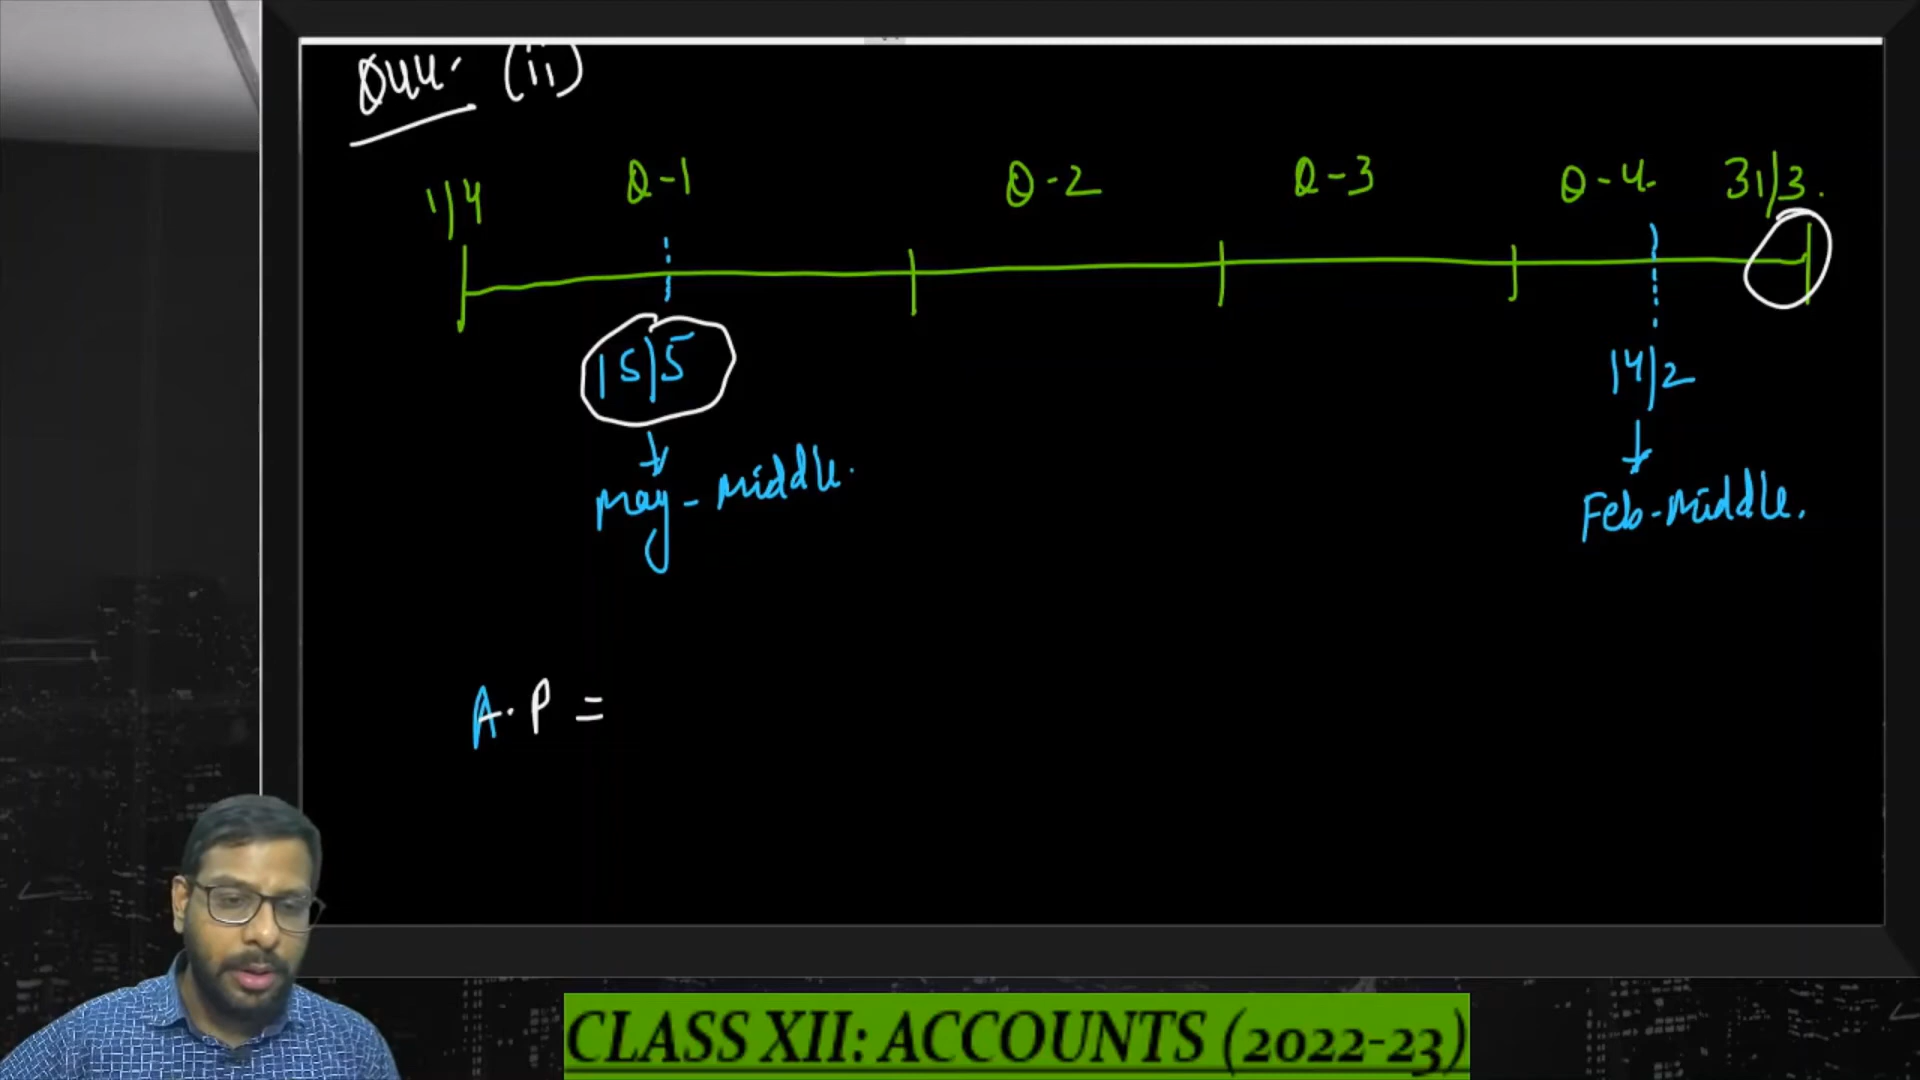 Q44. (ii)
1/4 Q-1 Q-2 Q-3 Q-4 31/3.
15/5 14/2
May-Middle. Feb-Middle.
A.P =
CLASS XII: ACCOUNTS (2022-23)